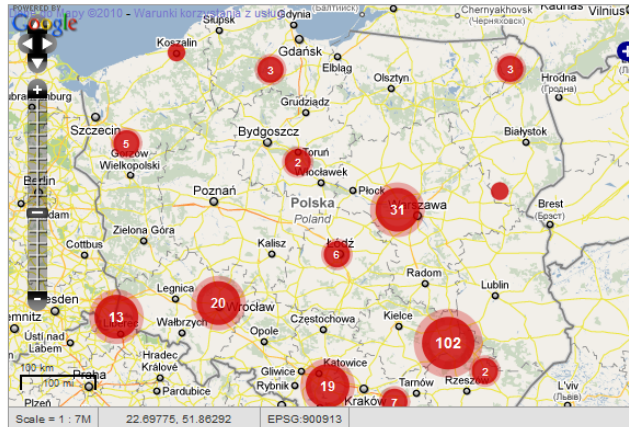 POWERED BY
Google
Mapy ©2010 - Warunki korzystania z usług
Słupsk
Gdynia
(Балтийск)
Chernyakhovsk
(Черняховск)
Kaunas
Vilnius
Koszalin
Gdańsk
3
3
Elbląg
Olsztyn
Hrodna
(Гродна)
Grudziądz
Szczecin
5
Bydgoszcz
Białystok
Gorzów
Wielkopolski
2
Toruń
Włocławek
Berlin
Poznań
Płock
Polska
Poland
31
Warszawa
Brest
(Брэст)
Zielona Góra
Cottbus
Kalisz
Łódź
6
Radom
Lublin
Legnica
20
Wrocław
13
Liberec
Wałbrzych
Opole
Częstochowa
Kielce
102
Ústí nad
Labem
Hradec
Králové
Gliwice
Katowice
Rybnik
19
Kraków
7
Tarnów
Rzeszów
2
L'viv
(Львів)
100 km
100 mi
Praha
Plzeň
Pardubice
Scale = 1 : 7M
22.69775, 51.86292
EPSG:900913